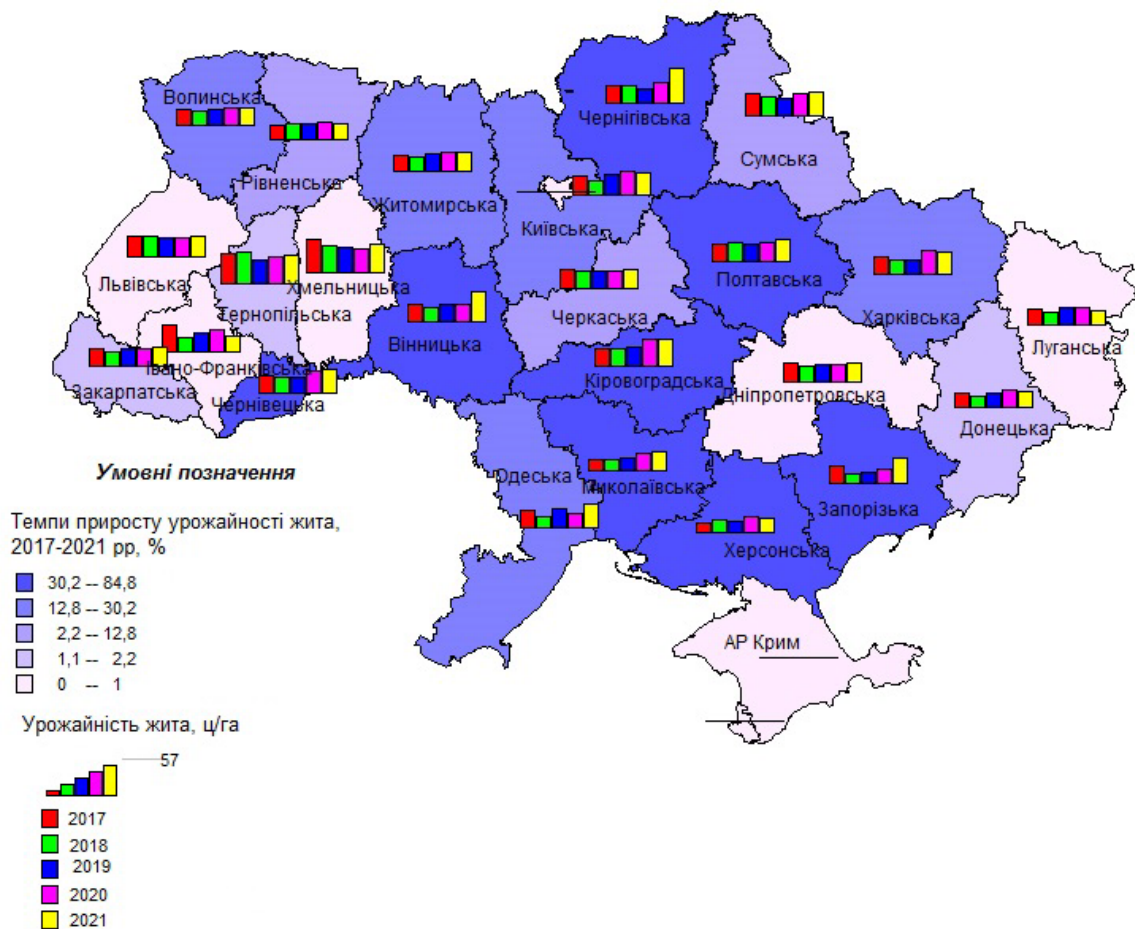 Волинська
Рівненська
Житомирська
Чернігівська
Сумська
Київська
Львівська
Тернопільська
Хмельницька
Вінницька
Черкаська
Полтавська
Харківська
Луганська
Івано-Франківська
Закарпатська
Чернівецька
Кіровоградська
Дніпропетровська
Донецька
Одеська
Миколаївська
Запорізька
Херсонська
АР Крим
Умовні позначення
Темпи приросту урожайності жита,
2017-2021 рр, %
30,2 -- 84,8
12,8 -- 30,2
2,2 -- 12,8
1,1 -- 2,2
0 -- 1
Урожайність жита, ц/га
57
2017
2018
2019
2020
2021